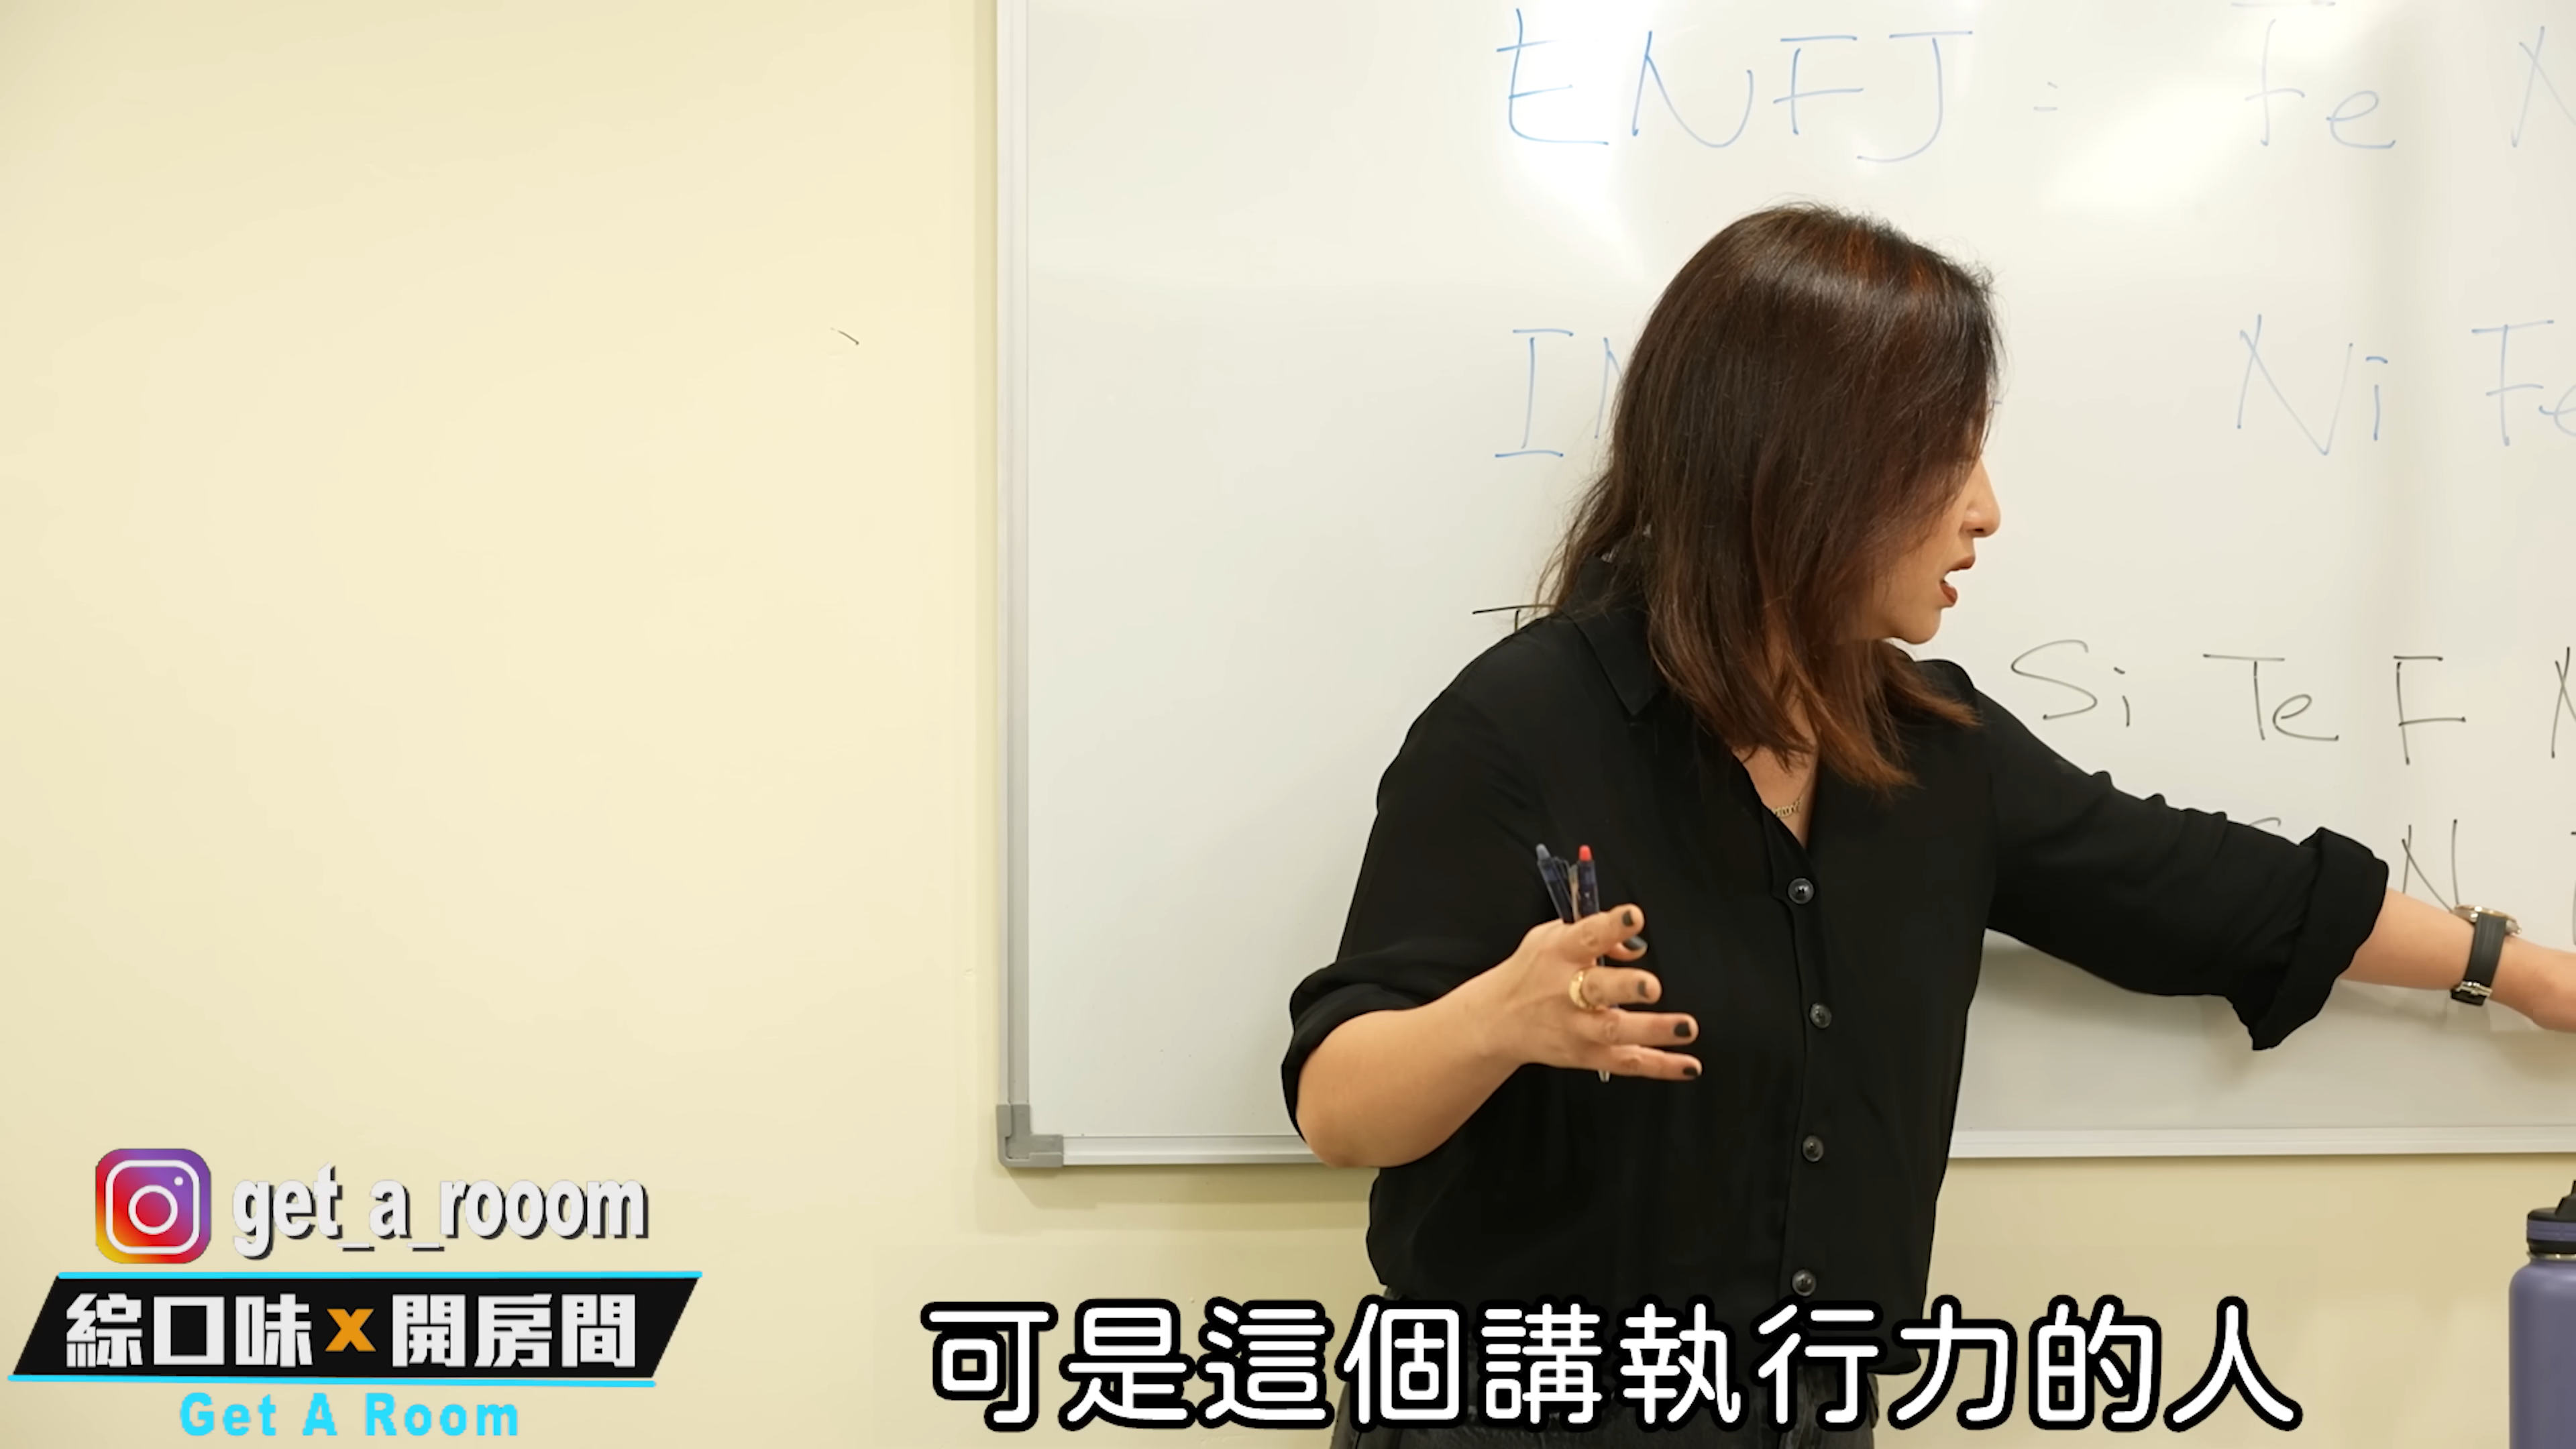 ENFJ = Fe N
I Ni Fe
Si Te F N
N
get_a_rooom
綜口味x開房間
Get A Room
可是這個講執行力的人